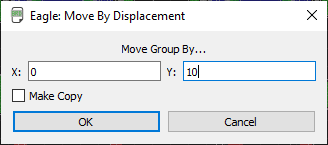 Eagle: Move By Displacement
Move Group By...
X: 0 Y: 10
Make Copy
OK Cancel